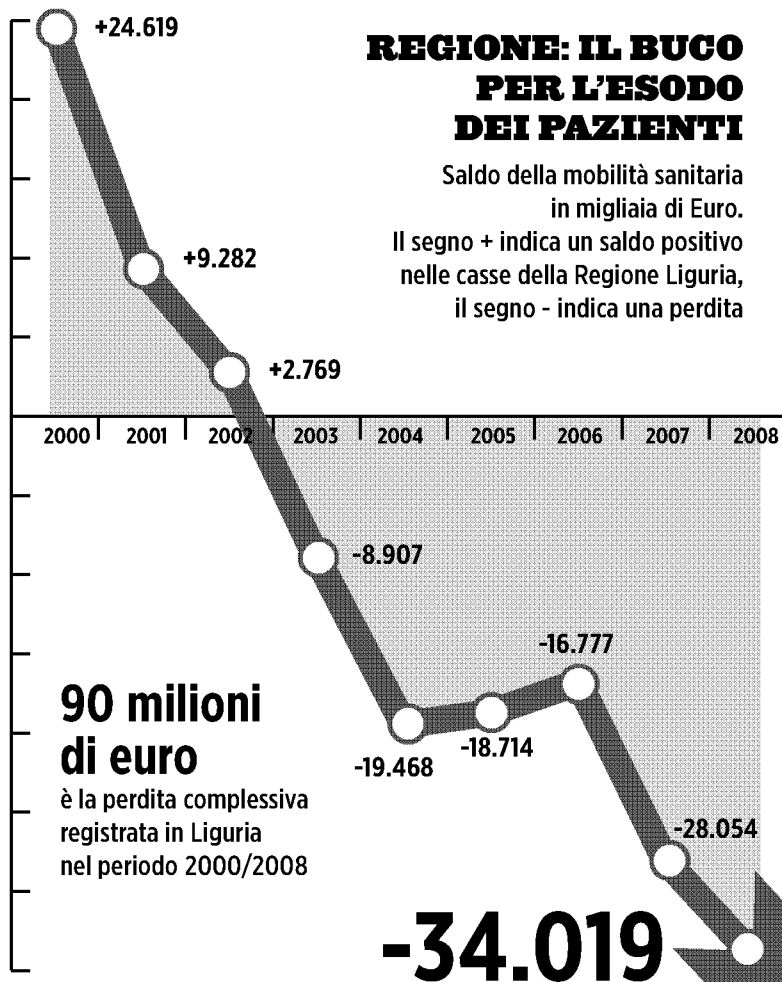 +24.619
REGIONE: IL BUCO
PER L'ESODO
DEI PAZIENTI
Saldo della mobilità sanitaria
in migliaia di Euro.
Il segno + indica un saldo positivo
nelle casse della Regione Liguria,
il segno - indica una perdita
+9.282
+2.769
2000 2001 2002 2003 2004 2005 2006 2007 2008
-8.907
-16.777
-19.468
-18.714
90 milioni
di euro
è la perdita complessiva
registrata in Liguria
nel periodo 2000/2008
-28.054
-34.019